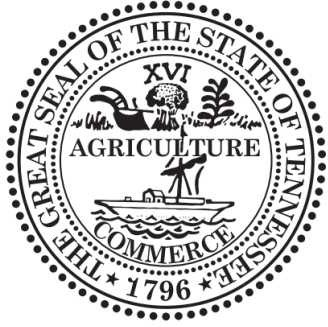 THE GREAT SEAL OF THE STATE OF TENNESSEE
XVI
AGRICULTURE
COMMERCE
1796